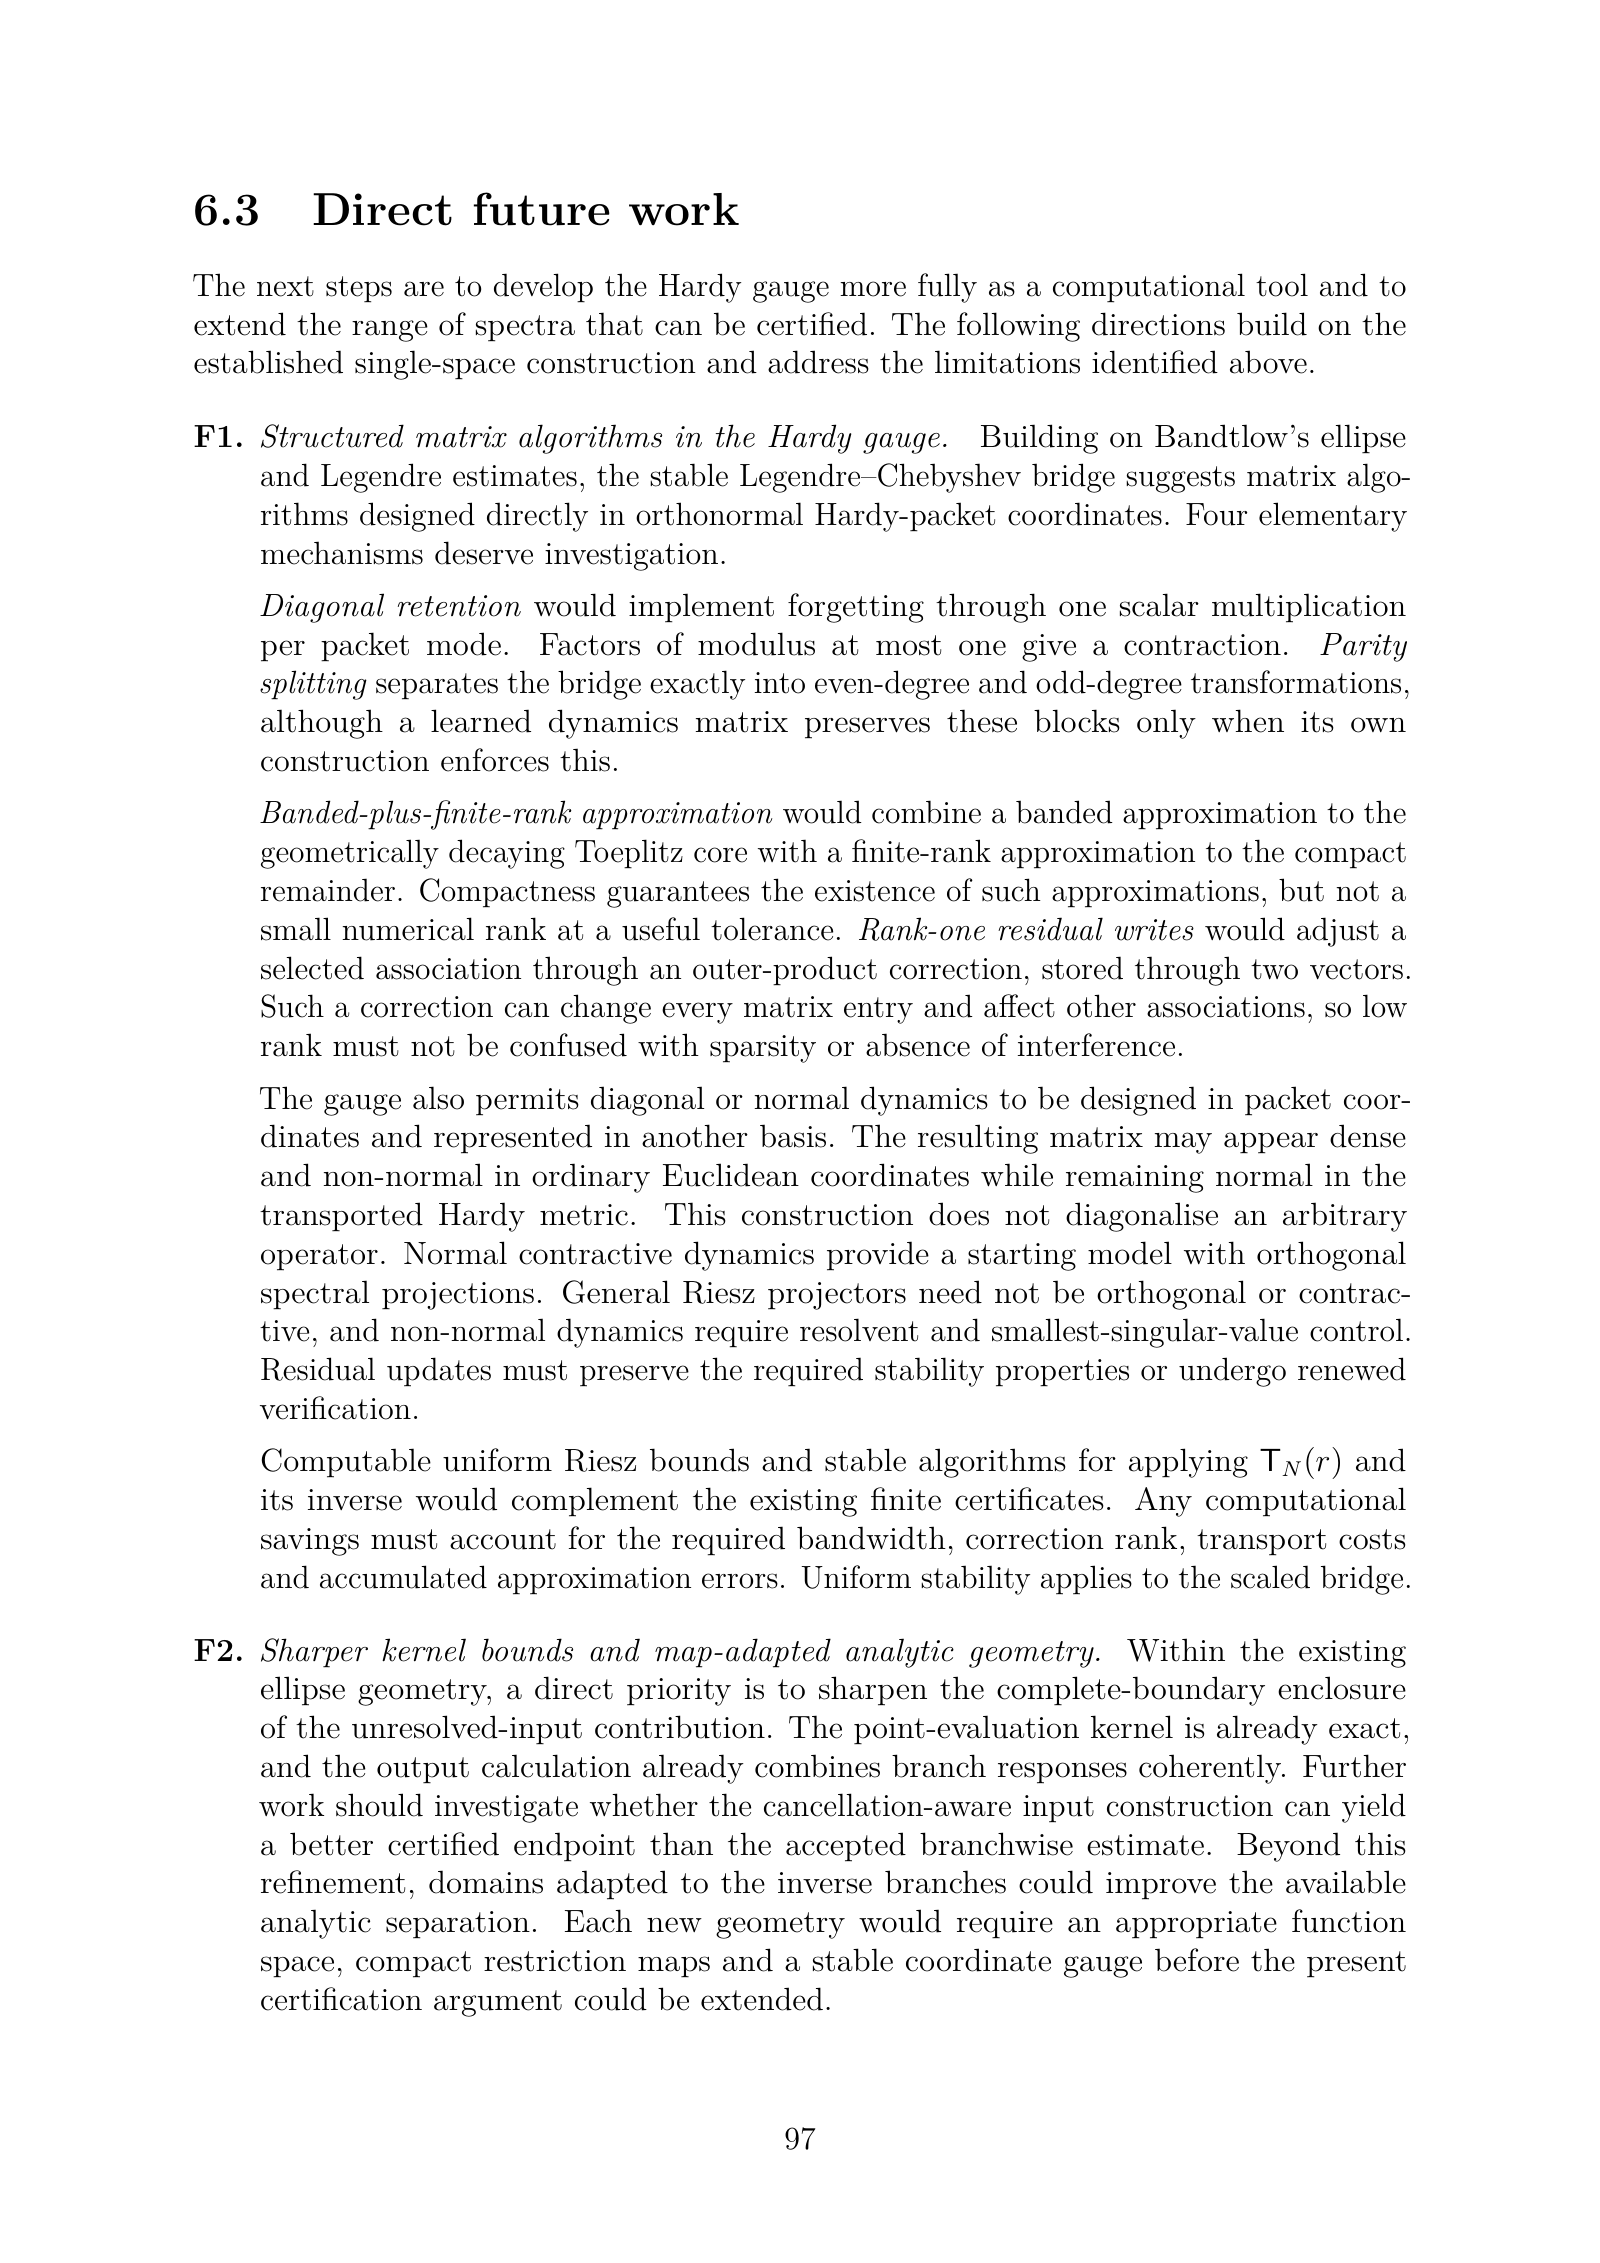 6.3 Direct future work
The next steps are to develop the Hardy gauge more fully as a computational tool and to
extend the range of spectra that can be certified. The following directions build on the
established single-space construction and address the limitations identified above.
F1. Structured matrix algorithms in the Hardy gauge. Building on Bandtlow's ellipse
and Legendre estimates, the stable Legendre–Chebyshev bridge suggests matrix algo-
rithms designed directly in orthonormal Hardy-packet coordinates. Four elementary
mechanisms deserve investigation.
Diagonal retention would implement forgetting through one scalar multiplication
per packet mode. Factors of modulus at most one give a contraction. Parity
splitting separates the bridge exactly into even-degree and odd-degree transformations,
although a learned dynamics matrix preserves these blocks only when its own
construction enforces this.
Banded-plus-finite-rank approximation would combine a banded approximation to the
geometrically decaying Toeplitz core with a finite-rank approximation to the compact
remainder. Compactness guarantees the existence of such approximations, but not a
small numerical rank at a useful tolerance. Rank-one residual writes would adjust a
selected association through an outer-product correction, stored through two vectors.
Such a correction can change every matrix entry and affect other associations, so low
rank must not be confused with sparsity or absence of interference.
The gauge also permits diagonal or normal dynamics to be designed in packet coor-
dinates and represented in another basis. The resulting matrix may appear dense
and non-normal in ordinary Euclidean coordinates while remaining normal in the
transported Hardy metric. This construction does not diagonalise an arbitrary
operator. Normal contractive dynamics provide a starting model with orthogonal
spectral projections. General Riesz projectors need not be orthogonal or contrac-
tive, and non-normal dynamics require resolvent and smallest-singular-value control.
Residual updates must preserve the required stability properties or undergo renewed
verification.
Computable uniform Riesz bounds and stable algorithms for applying T_N(r) and
its inverse would complement the existing finite certificates. Any computational
savings must account for the required bandwidth, correction rank, transport costs
and accumulated approximation errors. Uniform stability applies to the scaled bridge.
F2. Sharper kernel bounds and map-adapted analytic geometry. Within the existing
ellipse geometry, a direct priority is to sharpen the complete-boundary enclosure
of the unresolved-input contribution. The point-evaluation kernel is already exact,
and the output calculation already combines branch responses coherently. Further
work should investigate whether the cancellation-aware input construction can yield
a better certified endpoint than the accepted branchwise estimate. Beyond this
refinement, domains adapted to the inverse branches could improve the available
analytic separation. Each new geometry would require an appropriate function
space, compact restriction maps and a stable coordinate gauge before the present
certification argument could be extended.
97